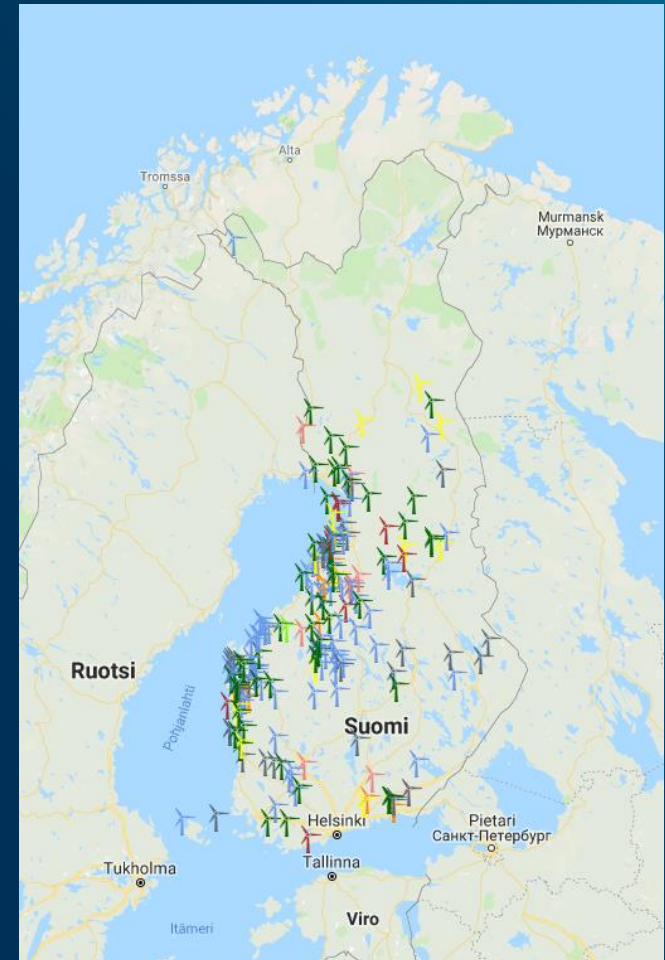 Alta
Tromssa
Murmansk
Мурманск
Ruotsi
Pohjanlahti
Suomi
Helsinki
Pietari
Санкт-Петербург
Tallinna
Tukholma
Viro
Itämeri